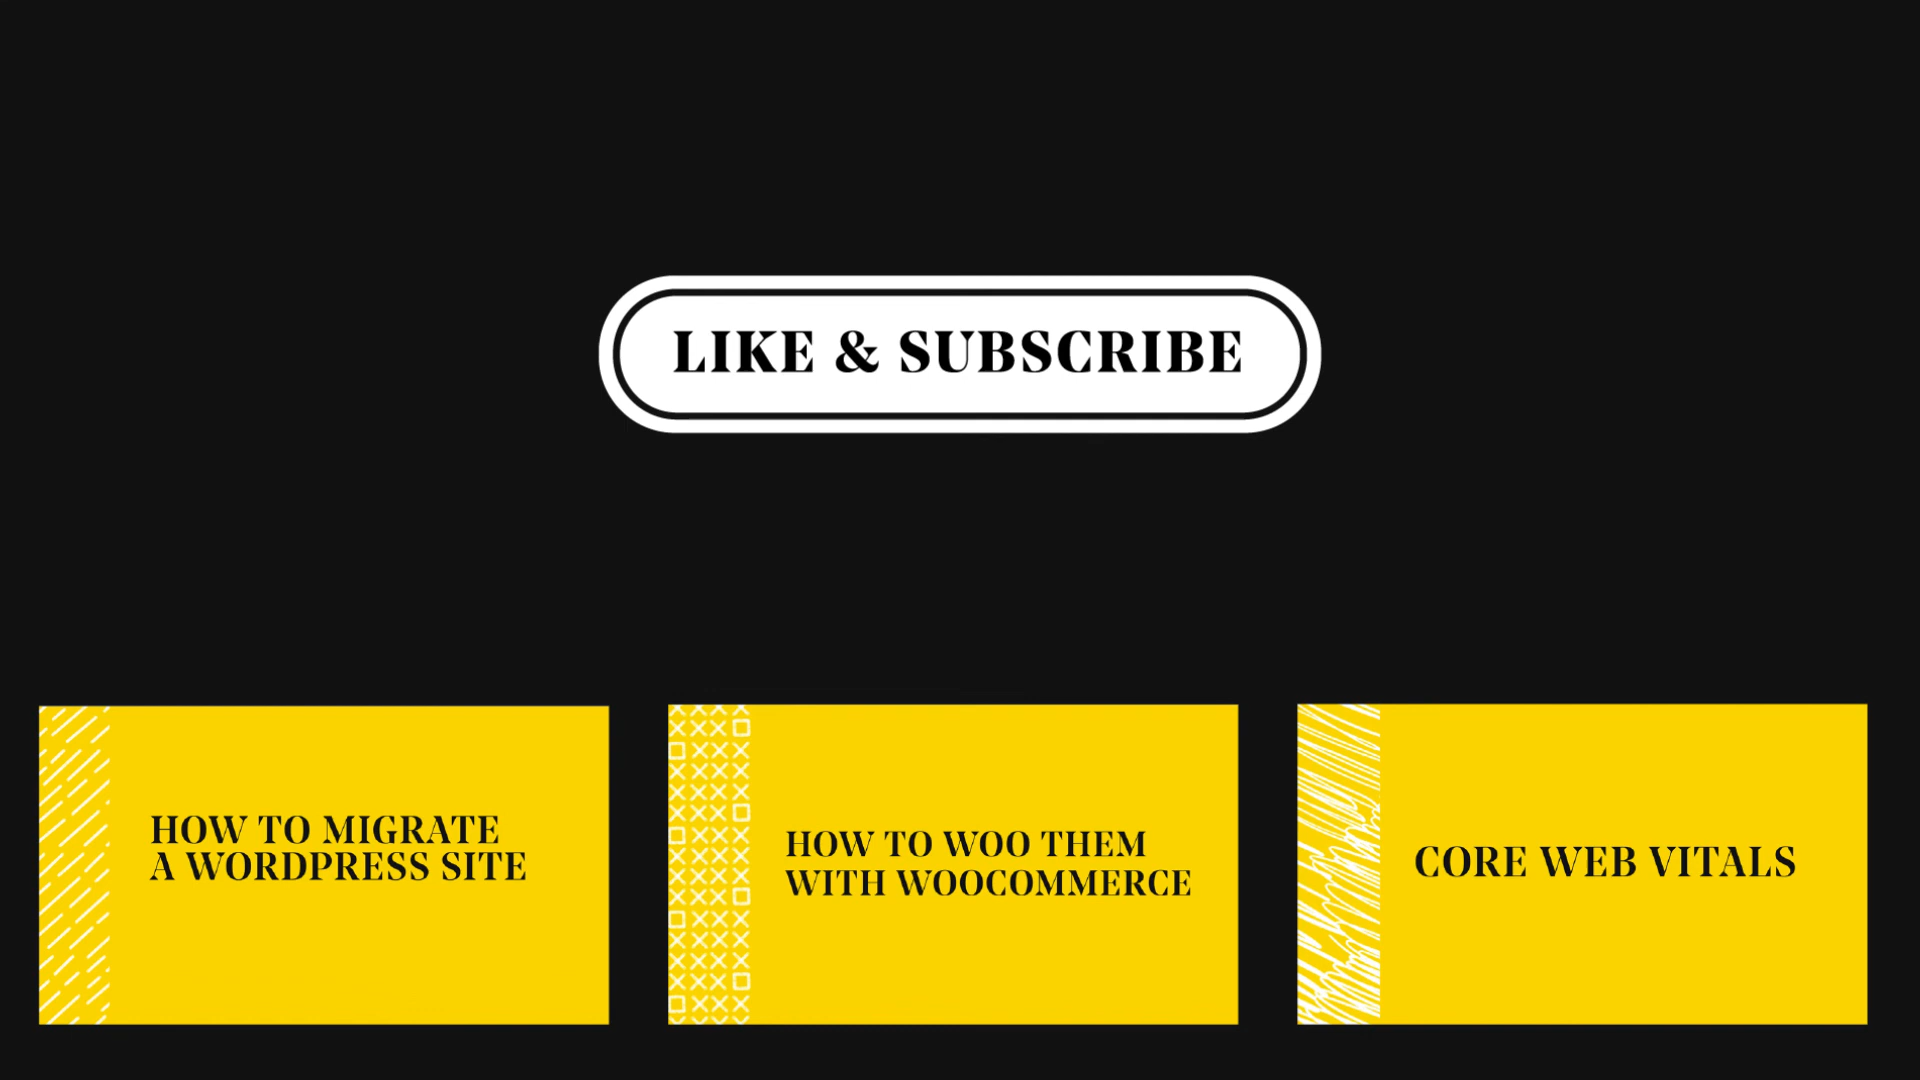 LIKE & SUBSCRIBE
HOW TO MIGRATE
A WORDPRESS SITE
HOW TO WOO THEM
WITH WOOCOMMERCE
CORE WEB VITALS